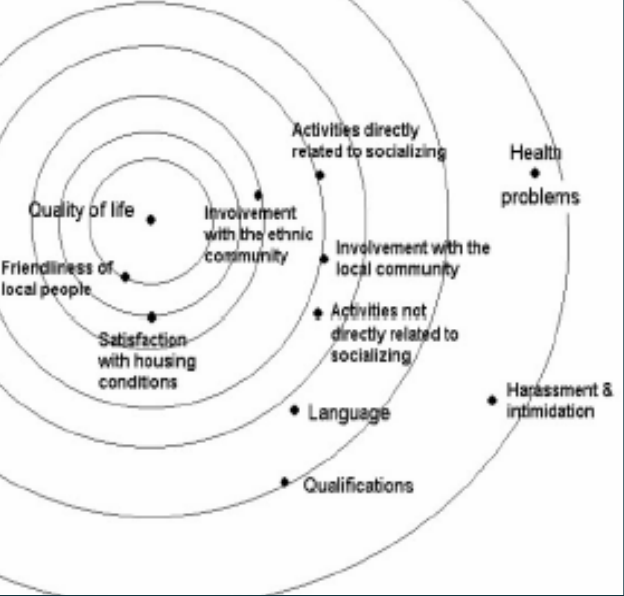 Activities directly
related to socializing
Health
problems
Quality of life
Involvement
with the ethnic
community
Involvement with the
local community
Friendliness of
local people
Activities not
directly related to
socializing
Satisfaction
with housing
conditions
Harassment &
intimidation
Language
Qualifications